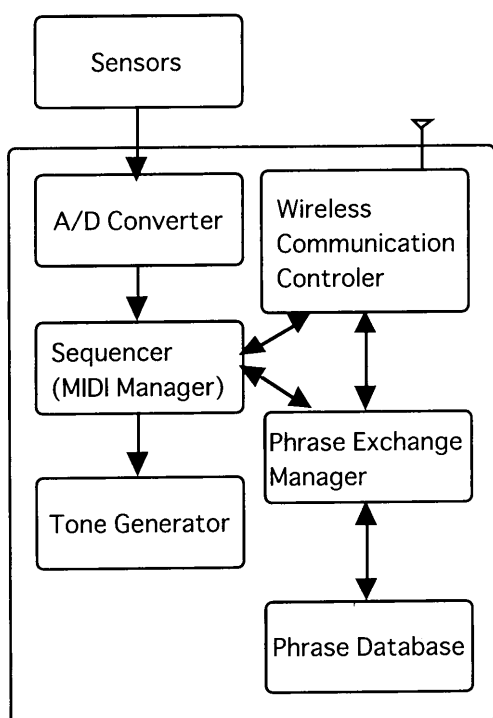 Sensors
A/D Converter
Wireless
Communication
Controler
Sequencer
(MIDI Manager)
Phrase Exchange
Manager
Tone Generator
Phrase Database